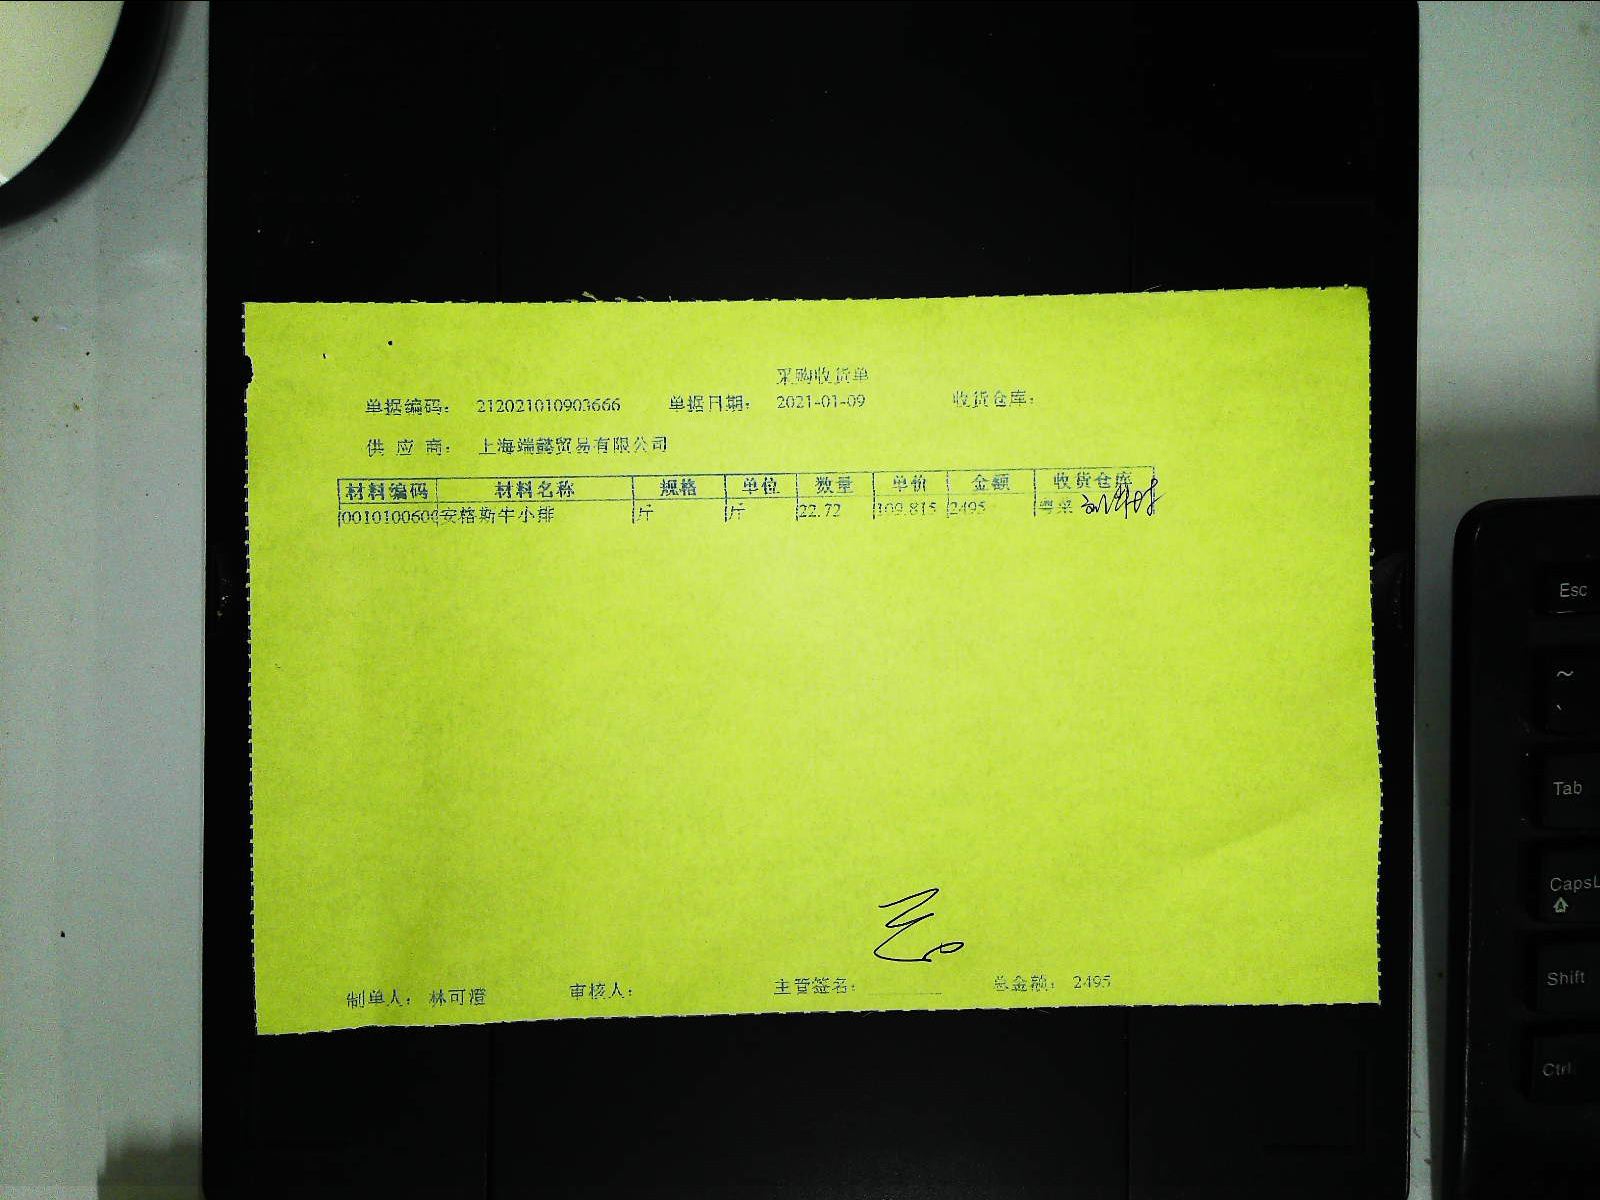 采购收货单
单据编码： 212021010903666 单据日期： 2021-01-09 收货仓库：
供 应 商： 上海端懿贸易有限公司
材料编码 材料名称 规格 单位 数量 单价 金额 收货仓库
0010100600 安格斯牛小排 斤 斤 22.72 109.815 2495 粤菜
制单人： 林可澄 审核人： 主管签名： 总金额： 2495
Esc
~
`
Tab
CapsL
Shift
Ctrl